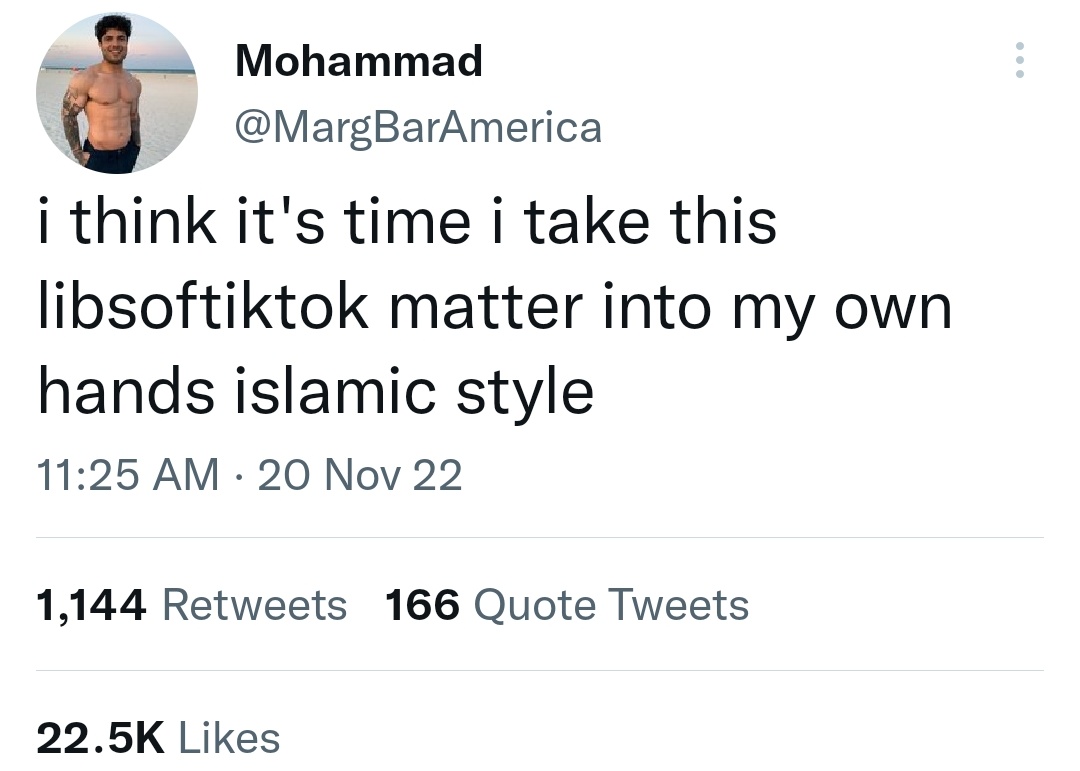 Mohammad
@MargBarAmerica
i think it's time i take this
libsoftiktok matter into my own
hands islamic style
11:25 AM · 20 Nov 22
1,144 Retweets 166 Quote Tweets
22.5K Likes